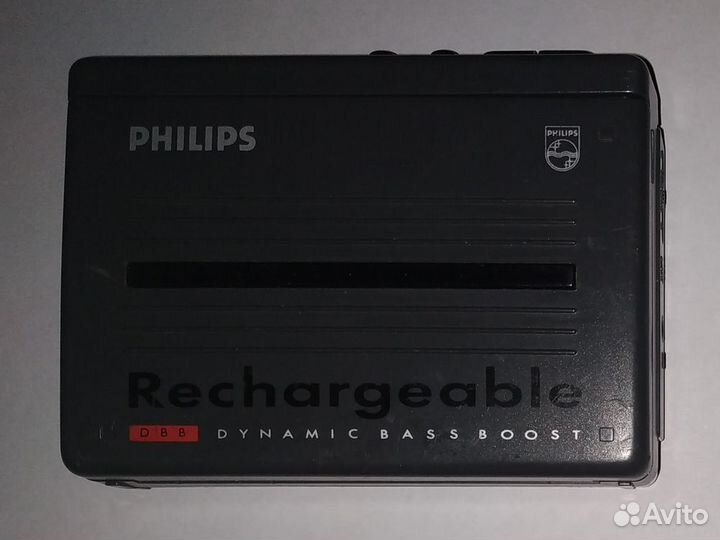 PHILIPS
PHILIPS
Rechargeable
DBB DYNAMIC BASS BOOST
Avito